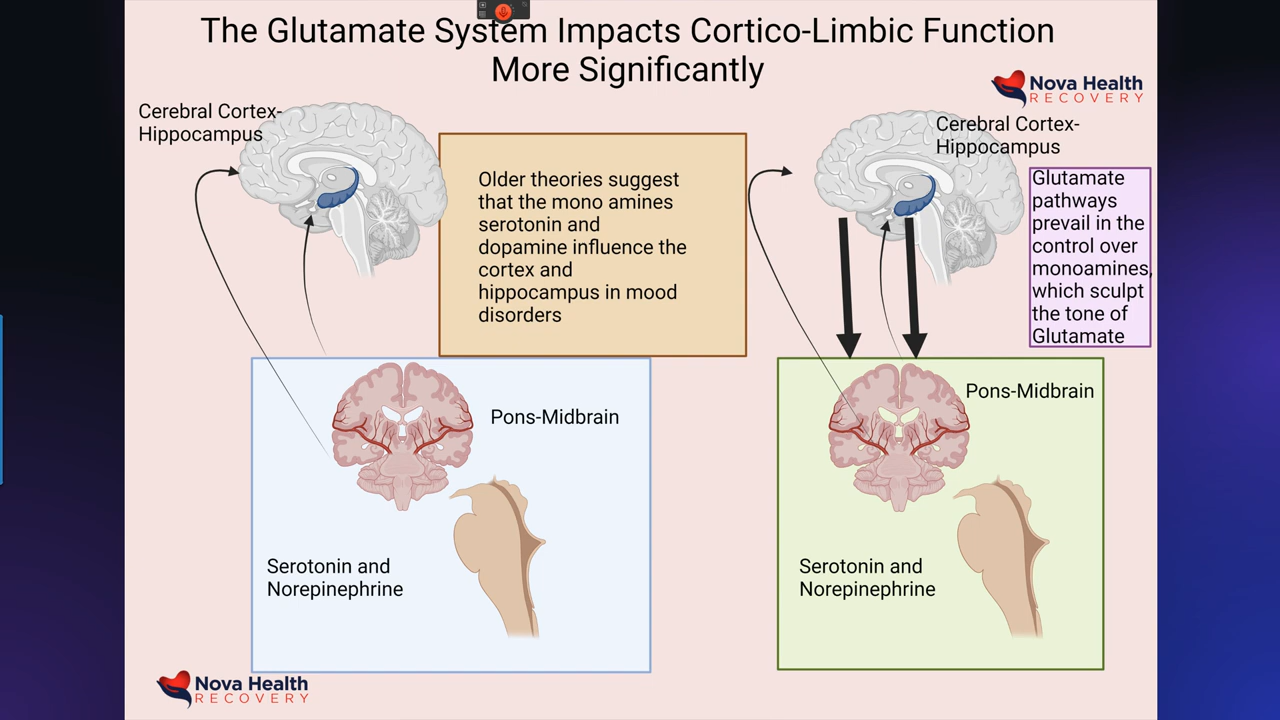 The Glutamate System Impacts Cortico-Limbic Function
More Significantly
Nova Health
RECOVERY
Cerebral Cortex-
Hippocampus
Older theories suggest
that the mono amines
serotonin and
dopamine influence the
cortex and
hippocampus in mood
disorders
Cerebral Cortex-
Hippocampus
Glutamate
pathways
prevail in the
control over
monoamines,
which sculpt
the tone of
Glutamate
Pons-Midbrain
Serotonin and
Norepinephrine
Pons-Midbrain
Serotonin and
Norepinephrine
Nova Health
RECOVERY